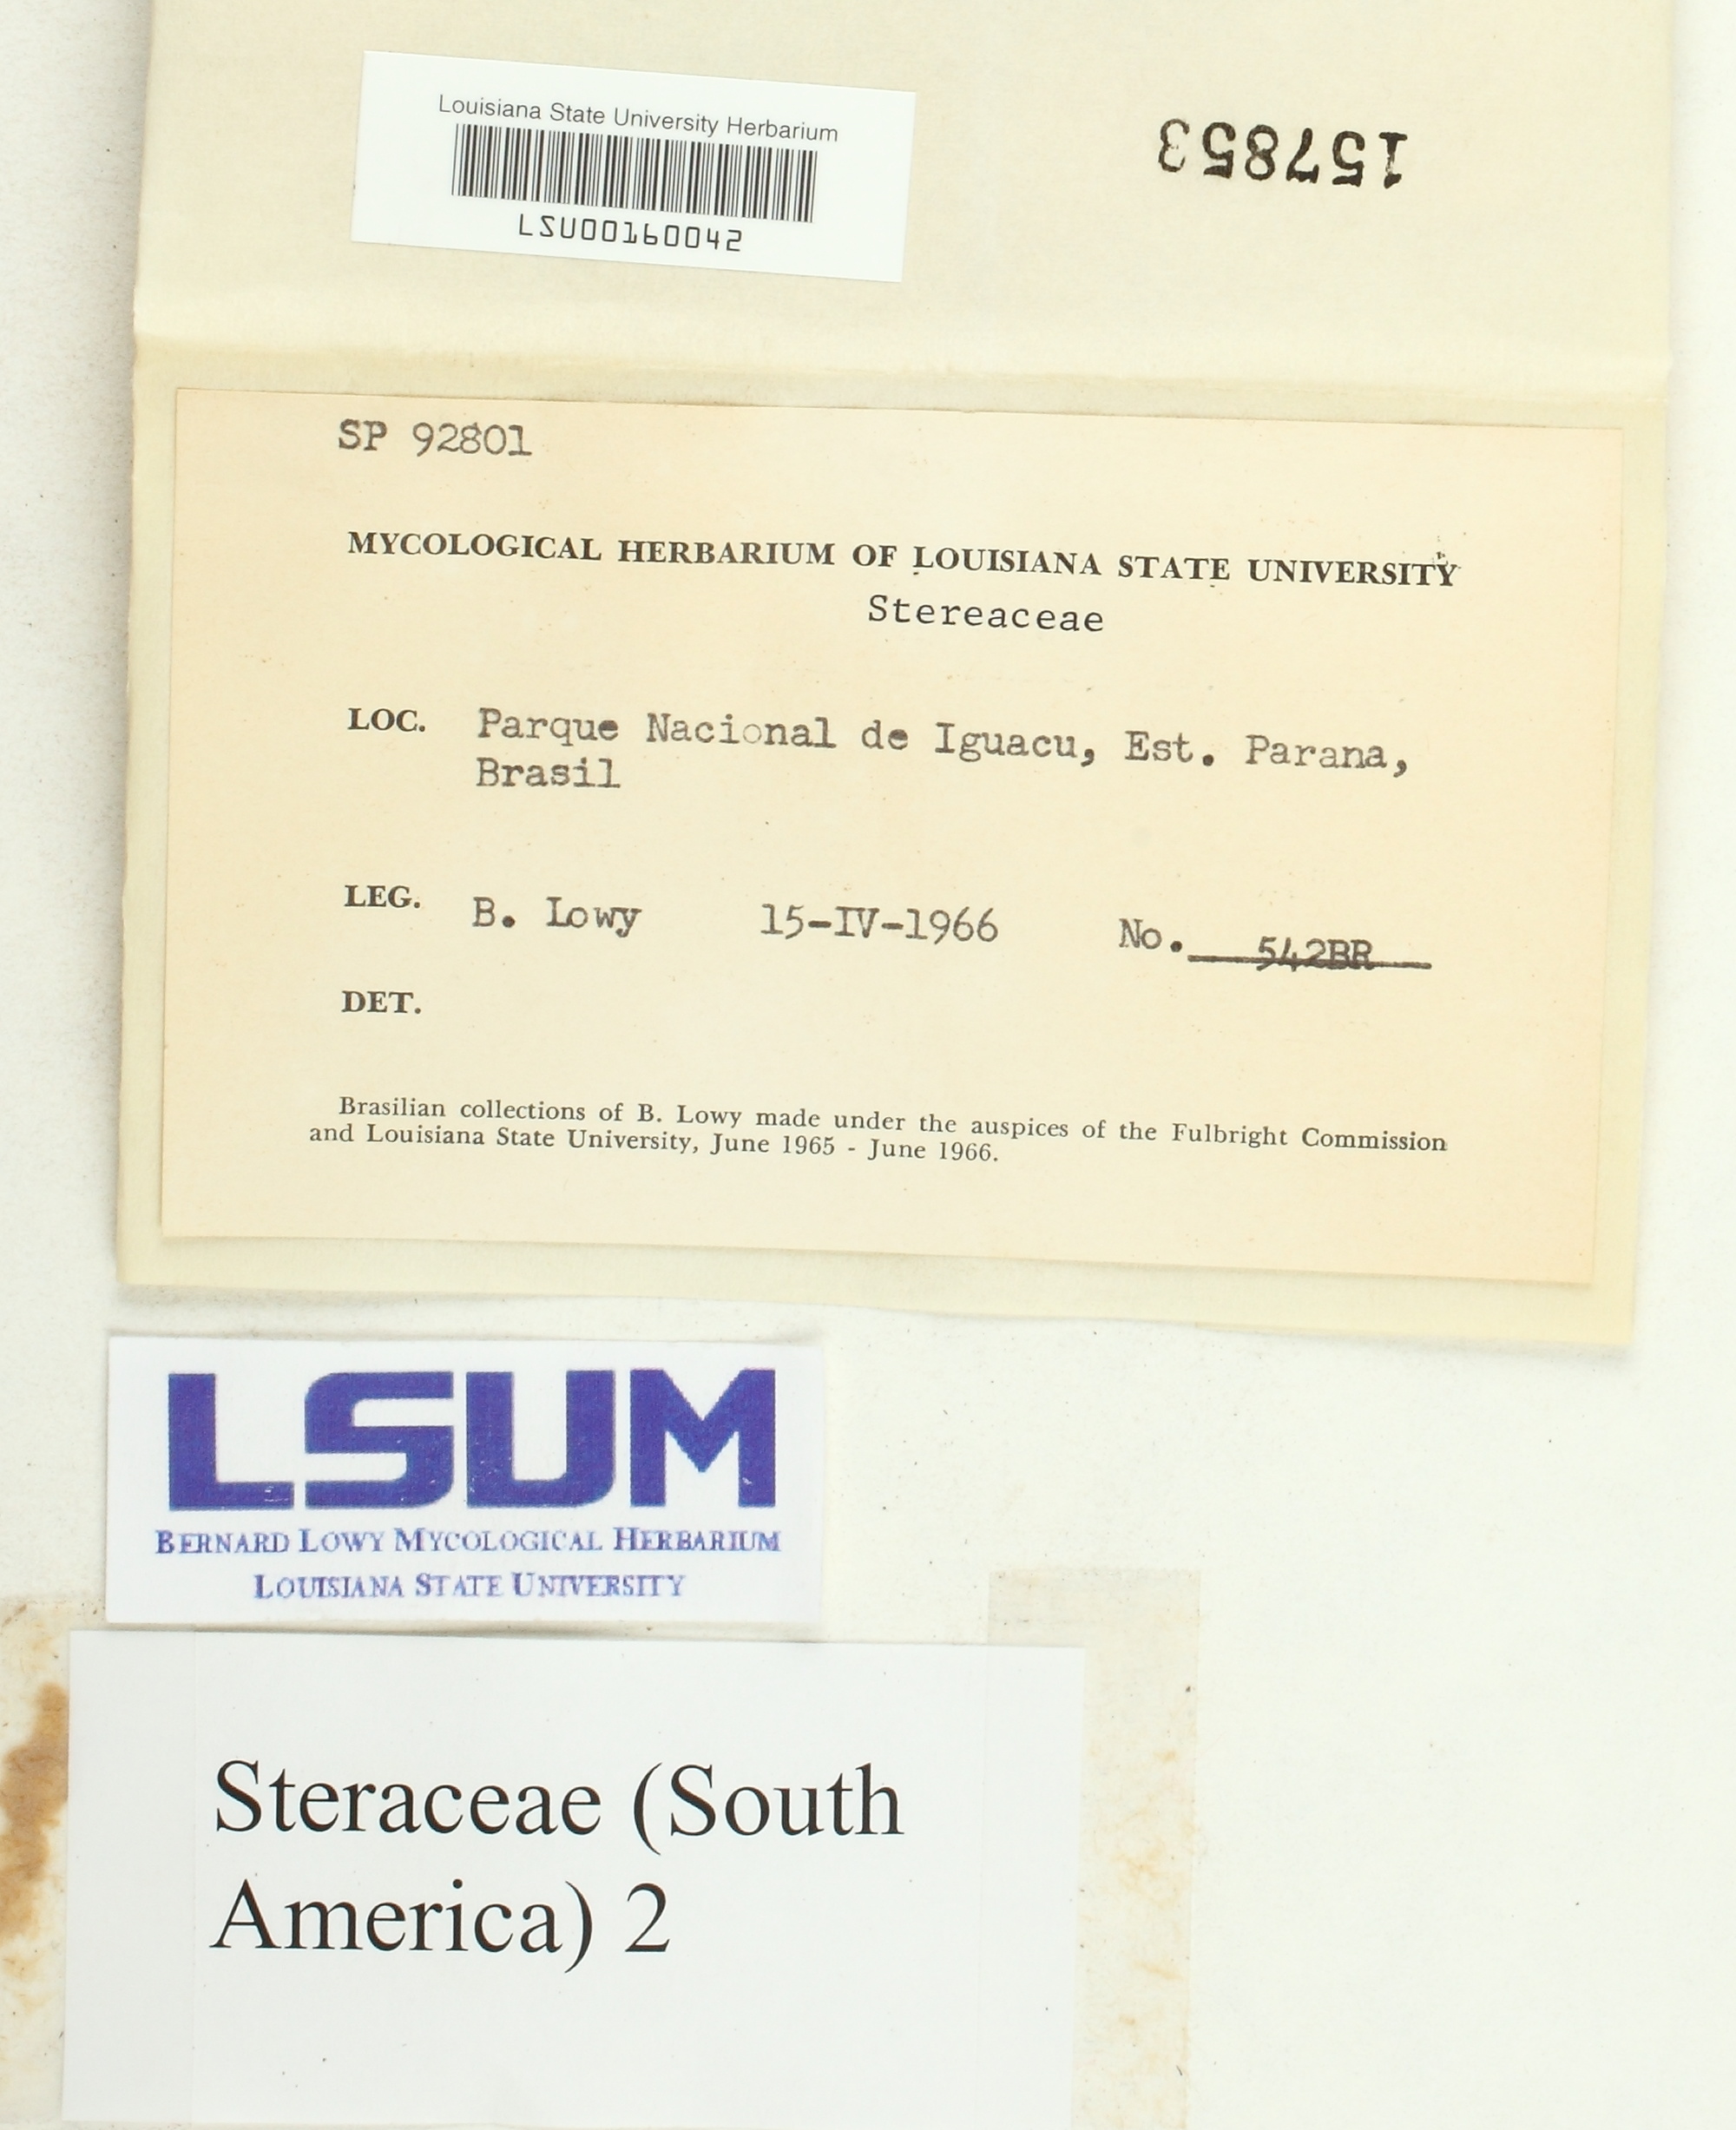 Louisiana State University Herbarium
LSU00160042
157853
SP 92801
MYCOLOGICAL HERBARIUM OF LOUISIANA STATE UNIVERSITY
Stereaceae
LOC. Parque Nacional de Iguacu, Est. Parana,
Brasil
LEG. B. Lowy 15-IV-1966 No. 542BR
DET.
Brasilian collections of B. Lowy made under the auspices of the Fulbright Commission
and Louisiana State University, June 1965 - June 1966.
LSUM
BERNARD LOWY MYCOLOGICAL HERBARIUM
LOUISIANA STATE UNIVERSITY
Steraceae (South
America) 2